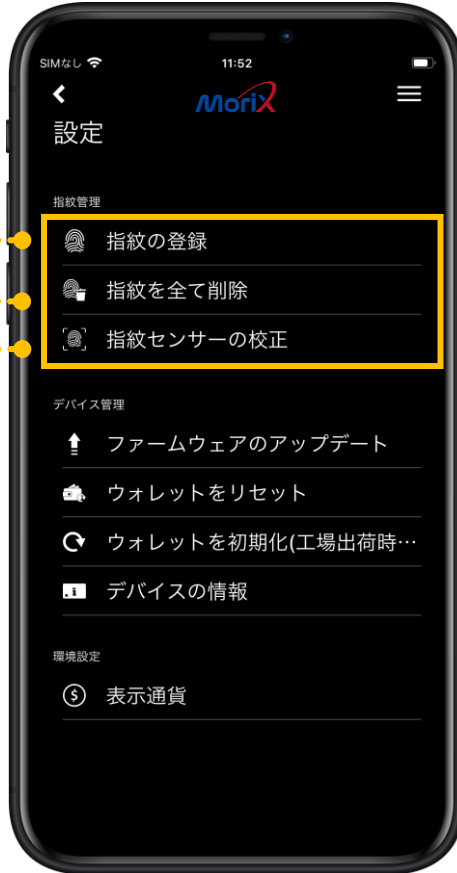 SIMなし
11:52
MoriX
設定
指紋管理
指紋の登録
指紋を全て削除
指紋センサーの校正
デバイス管理
ファームウェアのアップデート
ウォレットをリセット
ウォレットを初期化(工場出荷時…
デバイスの情報
環境設定
表示通貨